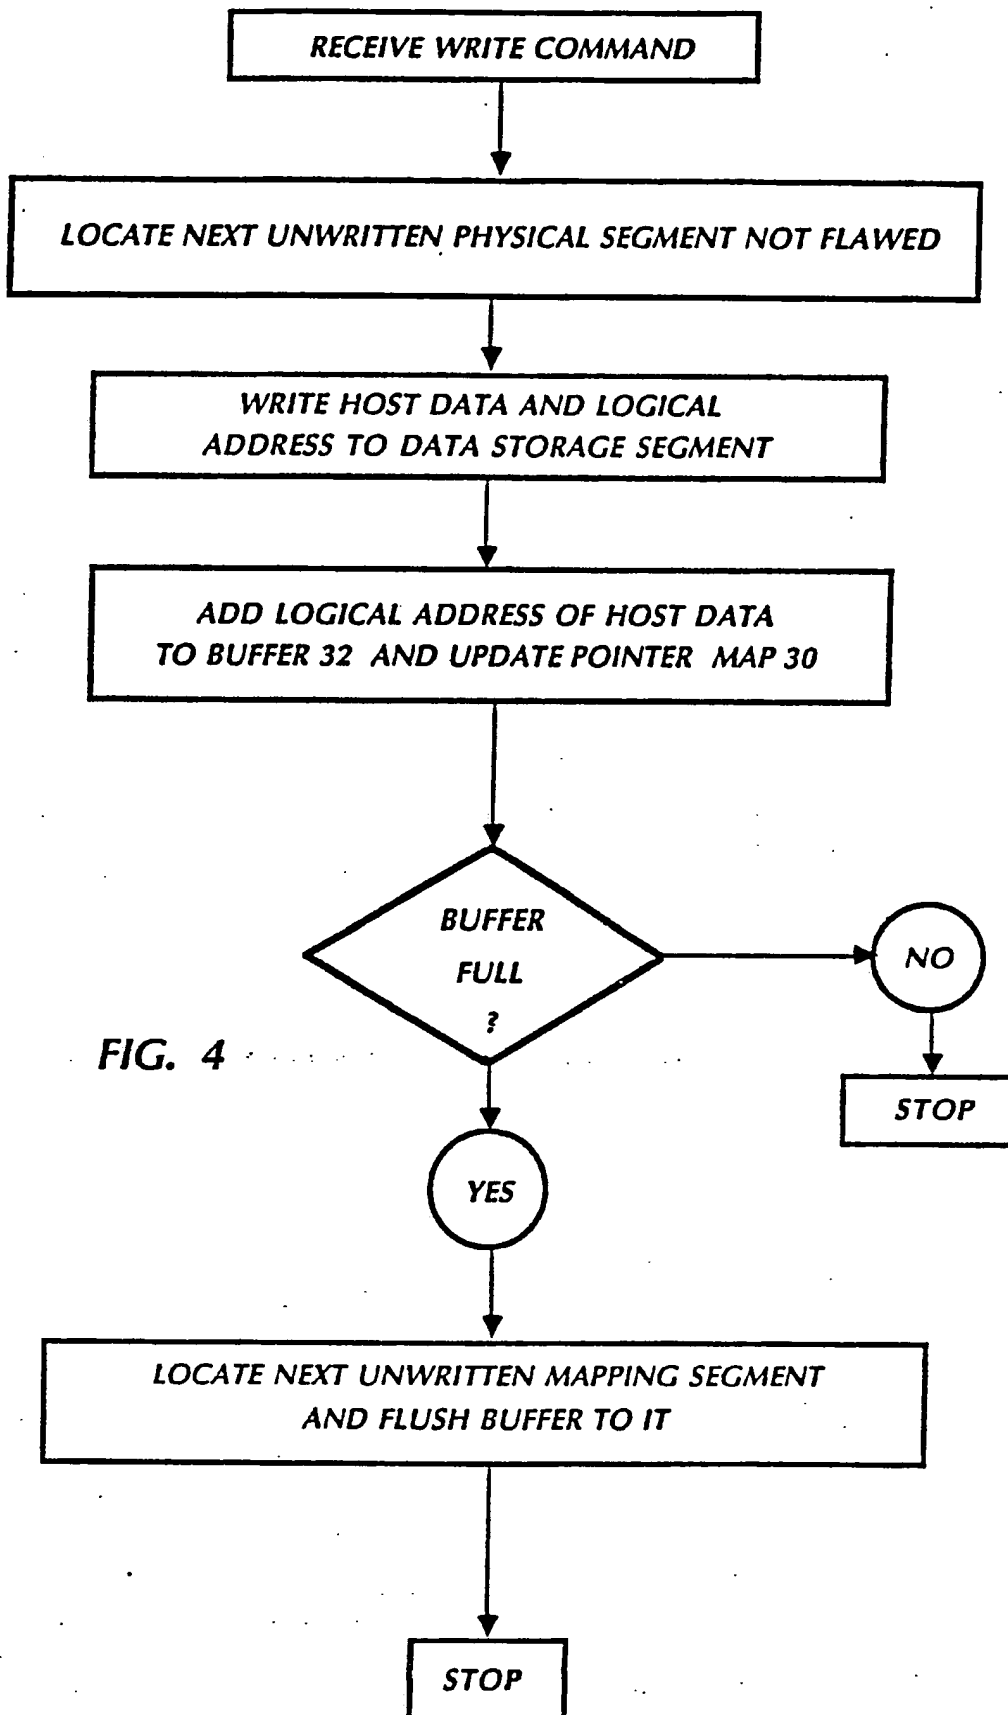 RECEIVE WRITE COMMAND
LOCATE NEXT UNWRITTEN PHYSICAL SEGMENT NOT FLAWED
WRITE HOST DATA AND LOGICAL
ADDRESS TO DATA STORAGE SEGMENT
ADD LOGICAL ADDRESS OF HOST DATA
TO BUFFER 32 AND UPDATE POINTER MAP 30
BUFFER
FULL
?
NO
STOP
FIG. 4
YES
LOCATE NEXT UNWRITTEN MAPPING SEGMENT
AND FLUSH BUFFER TO IT
STOP